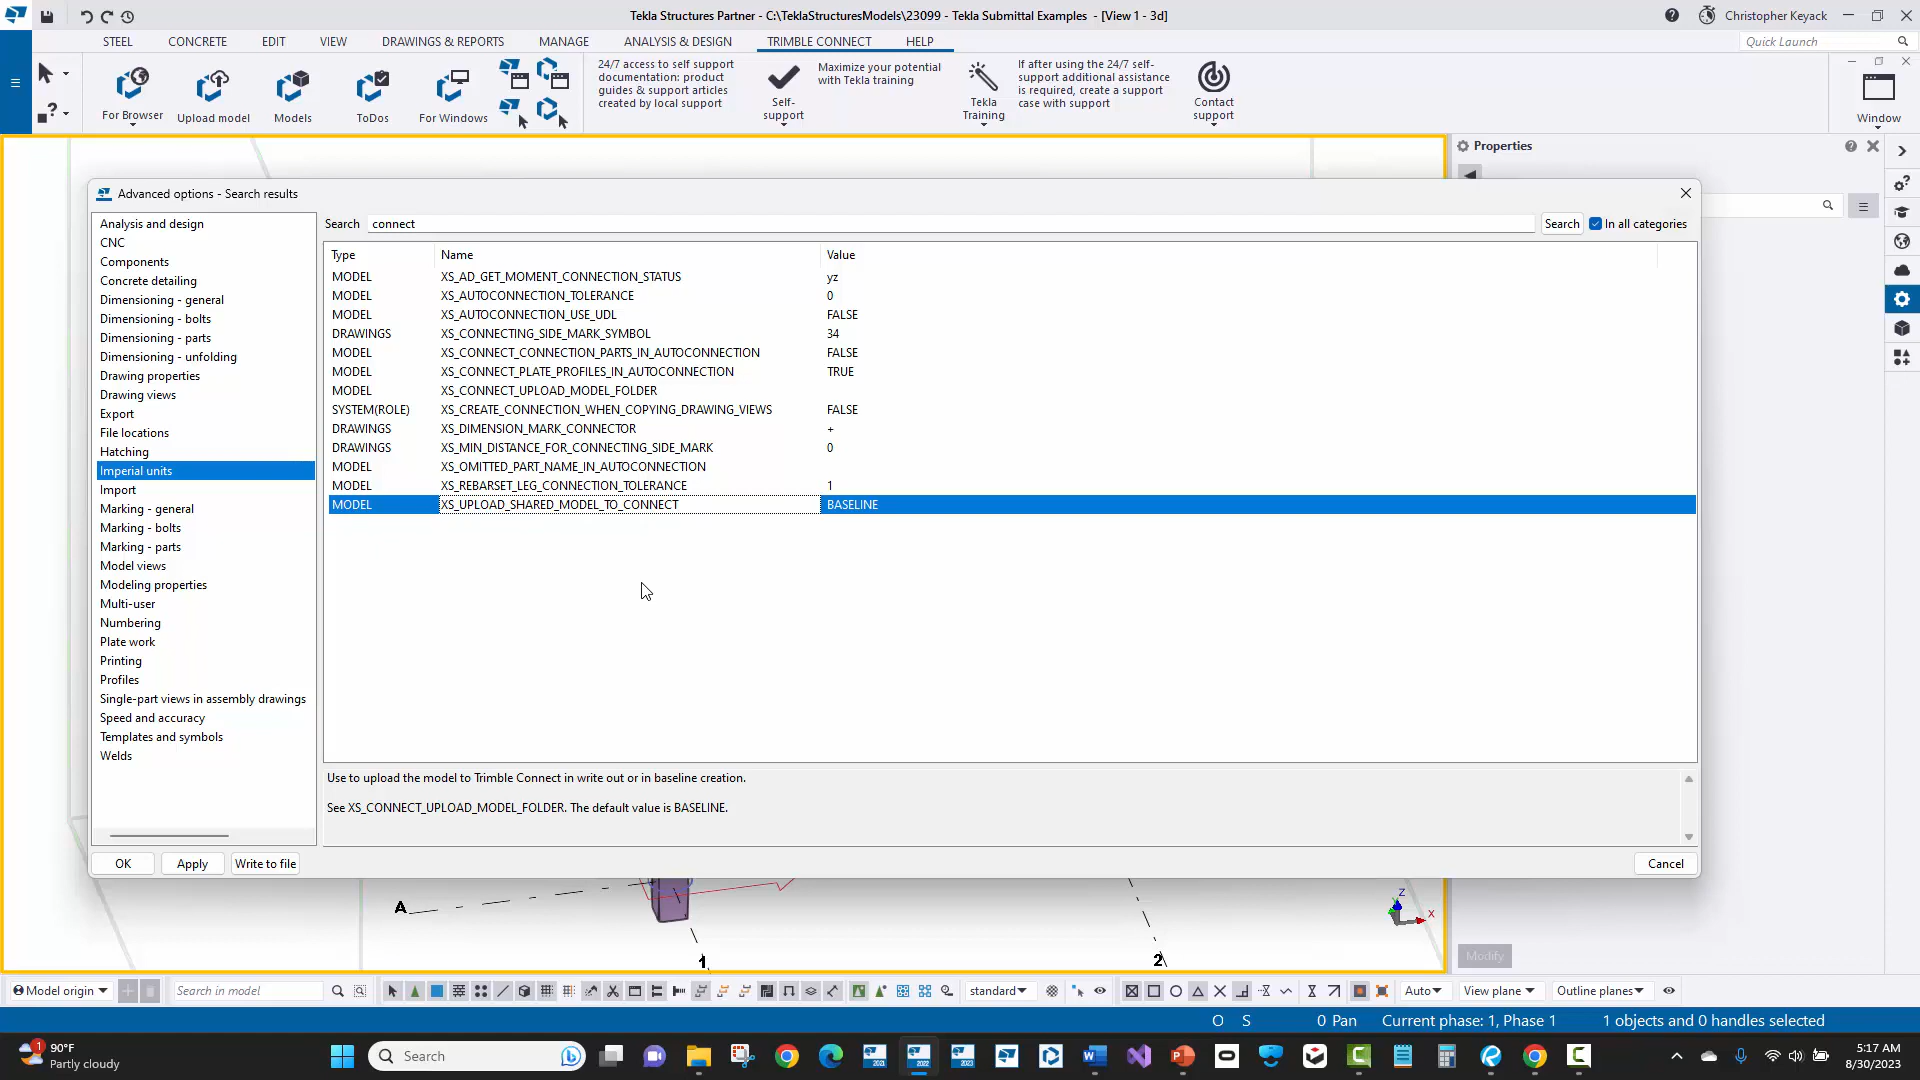 Tekla Structures Partner - C:\TeklaStructuresModels\23099 - Tekla Submittal Examples - [View 1 - 3d]
Christopher Keyack
STEEL CONCRETE EDIT VIEW DRAWINGS & REPORTS MANAGE ANALYSIS & DESIGN TRIMBLE CONNECT HELP
Quick Launch
For Browser
Upload model
Models
ToDos
For Windows
24/7 access to self support
documentation: product
guides & support articles
created by local support
Self-
support
Maximize your potential
with Tekla training
Tekla
Training
If after using the 24/7 self-
support additional assistance
is required, create a support
case with support
Contact
support
Window
Properties
Advanced options - Search results
Search connect Search In all categories
Analysis and design
CNC
Components
Concrete detailing
Dimensioning - general
Dimensioning - bolts
Dimensioning - parts
Dimensioning - unfolding
Drawing properties
Drawing views
Export
File locations
Hatching
Imperial units
Import
Marking - general
Marking - bolts
Marking - parts
Model views
Modeling properties
Multi-user
Numbering
Plate work
Printing
Profiles
Single-part views in assembly drawings
Speed and accuracy
Templates and symbols
Welds
Type Name Value
MODEL XS_AD_GET_MOMENT_CONNECTION_STATUS yz
MODEL XS_AUTOCONNECTION_TOLERANCE 0
MODEL XS_AUTOCONNECTION_USE_UDL FALSE
DRAWINGS XS_CONNECTING_SIDE_MARK_SYMBOL 34
MODEL XS_CONNECT_CONNECTION_PARTS_IN_AUTOCONNECTION FALSE
MODEL XS_CONNECT_PLATE_PROFILES_IN_AUTOCONNECTION TRUE
MODEL XS_CONNECT_UPLOAD_MODEL_FOLDER
SYSTEM(ROLE) XS_CREATE_CONNECTION_WHEN_COPYING_DRAWING_VIEWS FALSE
DRAWINGS XS_DIMENSION_MARK_CONNECTOR +
DRAWINGS XS_MIN_DISTANCE_FOR_CONNECTING_SIDE_MARK 0
MODEL XS_OMITTED_PART_NAME_IN_AUTOCONNECTION
MODEL XS_REBARSET_LEG_CONNECTION_TOLERANCE 1
MODEL XS_UPLOAD_SHARED_MODEL_TO_CONNECT BASELINE
Use to upload the model to Trimble Connect in write out or in baseline creation.
See XS_CONNECT_UPLOAD_MODEL_FOLDER. The default value is BASELINE.
OK Apply Write to file Cancel
A
1
2
Z
X
Modify
Model origin Search in model standard Auto View plane Outline planes
O S 0 Pan Current phase: 1, Phase 1 1 objects and 0 handles selected
1
90°F
Partly cloudy
Search
2021
2022
2023
5:17 AM
8/30/2023